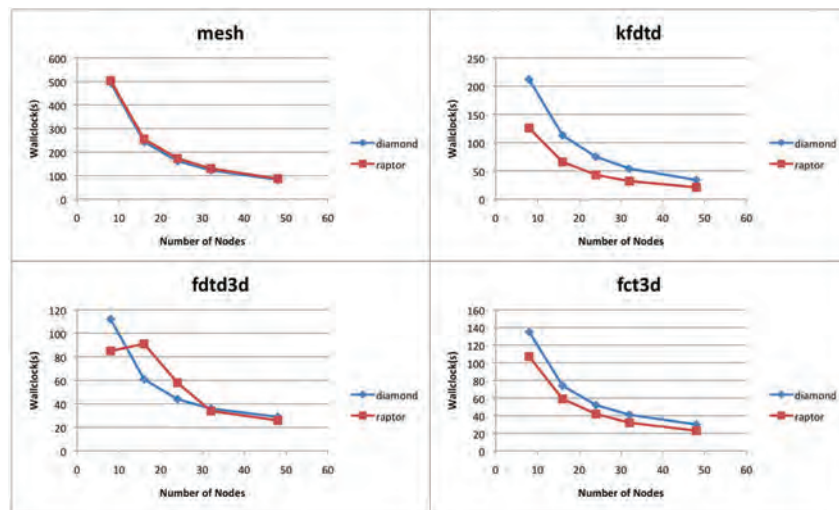 mesh
600
500
400
300
200
100
0
Wallclock(s)
0 10 20 30 40 50 60
Number of Nodes
diamond
raptor
kfdtd
250
200
150
100
50
0
Wallclock(s)
0 10 20 30 40 50 60
Number of Nodes
diamond
raptor
fdtd3d
120
100
80
60
40
20
0
Wallclock(s)
0 10 20 30 40 50 60
Number of Nodes
diamond
raptor
fct3d
160
140
120
100
80
60
40
20
0
Wallclock(s)
0 10 20 30 40 50 60
Number of Nodes
diamond
raptor